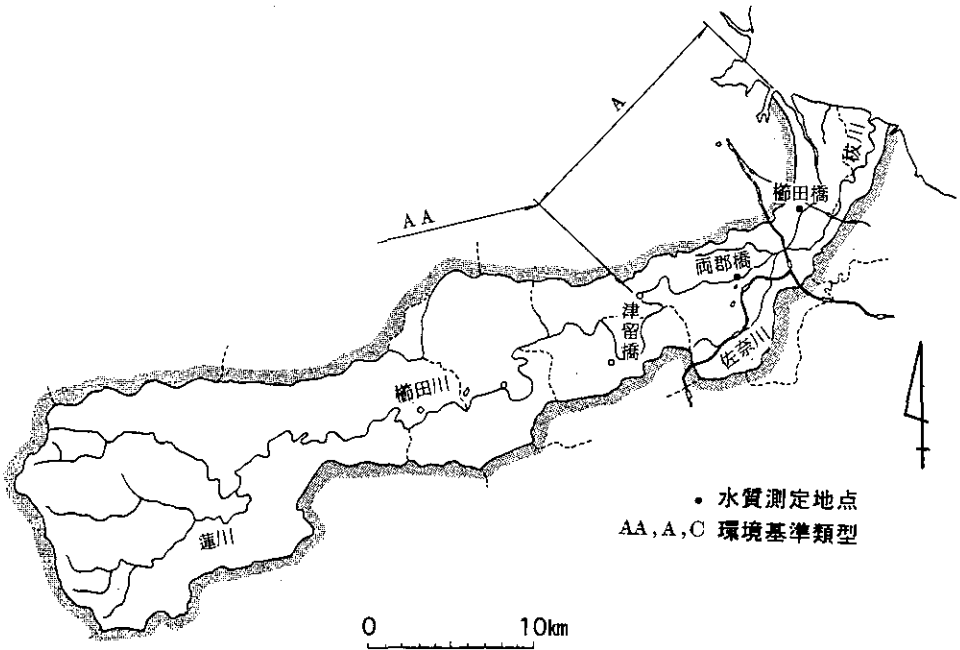 A
祓川
櫛田橋
AA
両郡橋
津留橋
佐奈川
櫛田川
蓮川
• 水質測定地点
AA,A,C 環境基準類型
0 10km